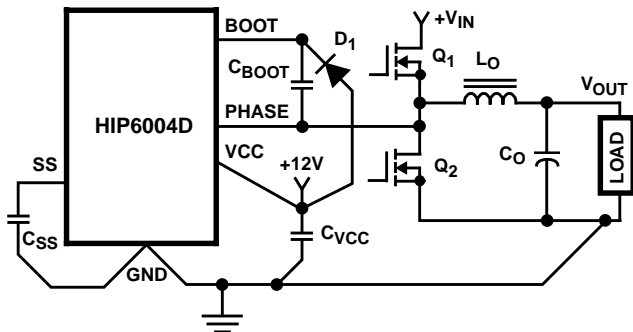 +VIN
BOOT
D1
Q1
LO
CBOOT
VOUT
PHASE
HIP6004D
VCC
SS
+12V
Q2
CO
LOAD
CSS
CVCC
GND